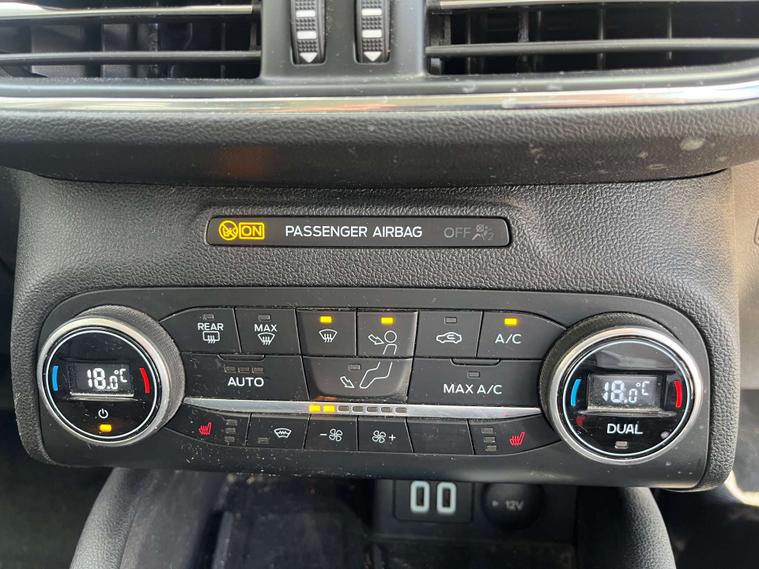 ON PASSENGER AIRBAG OFF
REAR MAX A/C
AUTO MAX A/C
18.0°C 18.0°C
DUAL
- +
12V